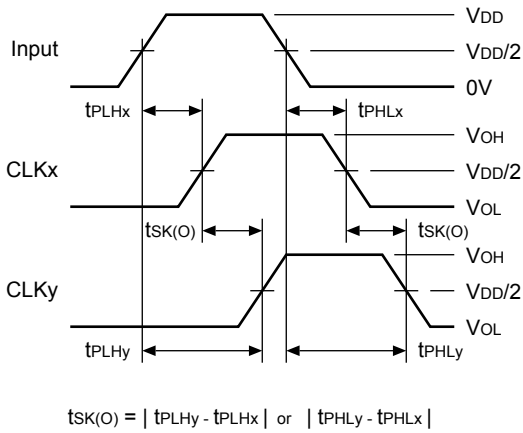 VDD
Input
VDD/2
0V
tPLHx
tPHLx
VOH
CLKx
VDD/2
VOL
tSK(O)
tSK(O)
VOH
CLKy
VDD/2
VOL
tPLHy
tPHLy
tSK(O) = | tPLHy - tPLHx | or | tPHLy - tPHLx |